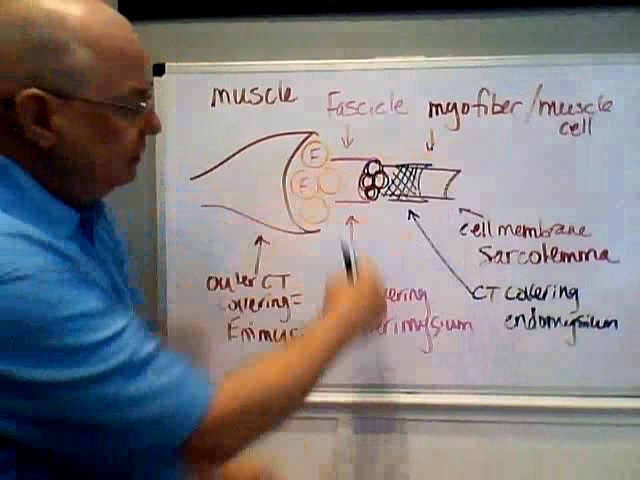 muscle
Fascicle
myofiber/muscle
cell
F
F
cell membrane
Sarcolemma
outer CT
covering=
CT covering
endomysium